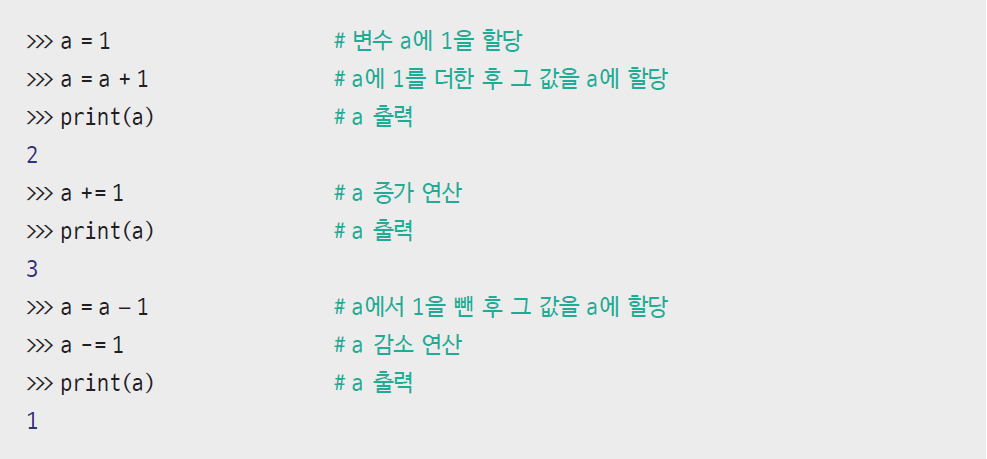 >>> a = 1 # 변수 a에 1을 할당
>>> a = a + 1 # a에 1를 더한 후 그 값을 a에 할당
>>> print(a) # a 출력
2
>>> a += 1 # a 증가 연산
>>> print(a) # a 출력
3
>>> a = a – 1 # a에서 1을 뺀 후 그 값을 a에 할당
>>> a -= 1 # a 감소 연산
>>> print(a) # a 출력
1